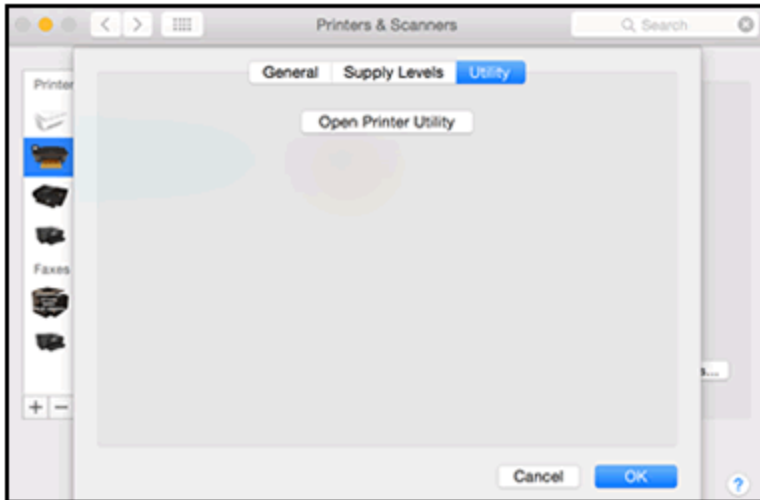 Printers & Scanners
Search
General Supply Levels Utility
Printer
Open Printer Utility
Faxes
s...
+ −
Cancel OK
?